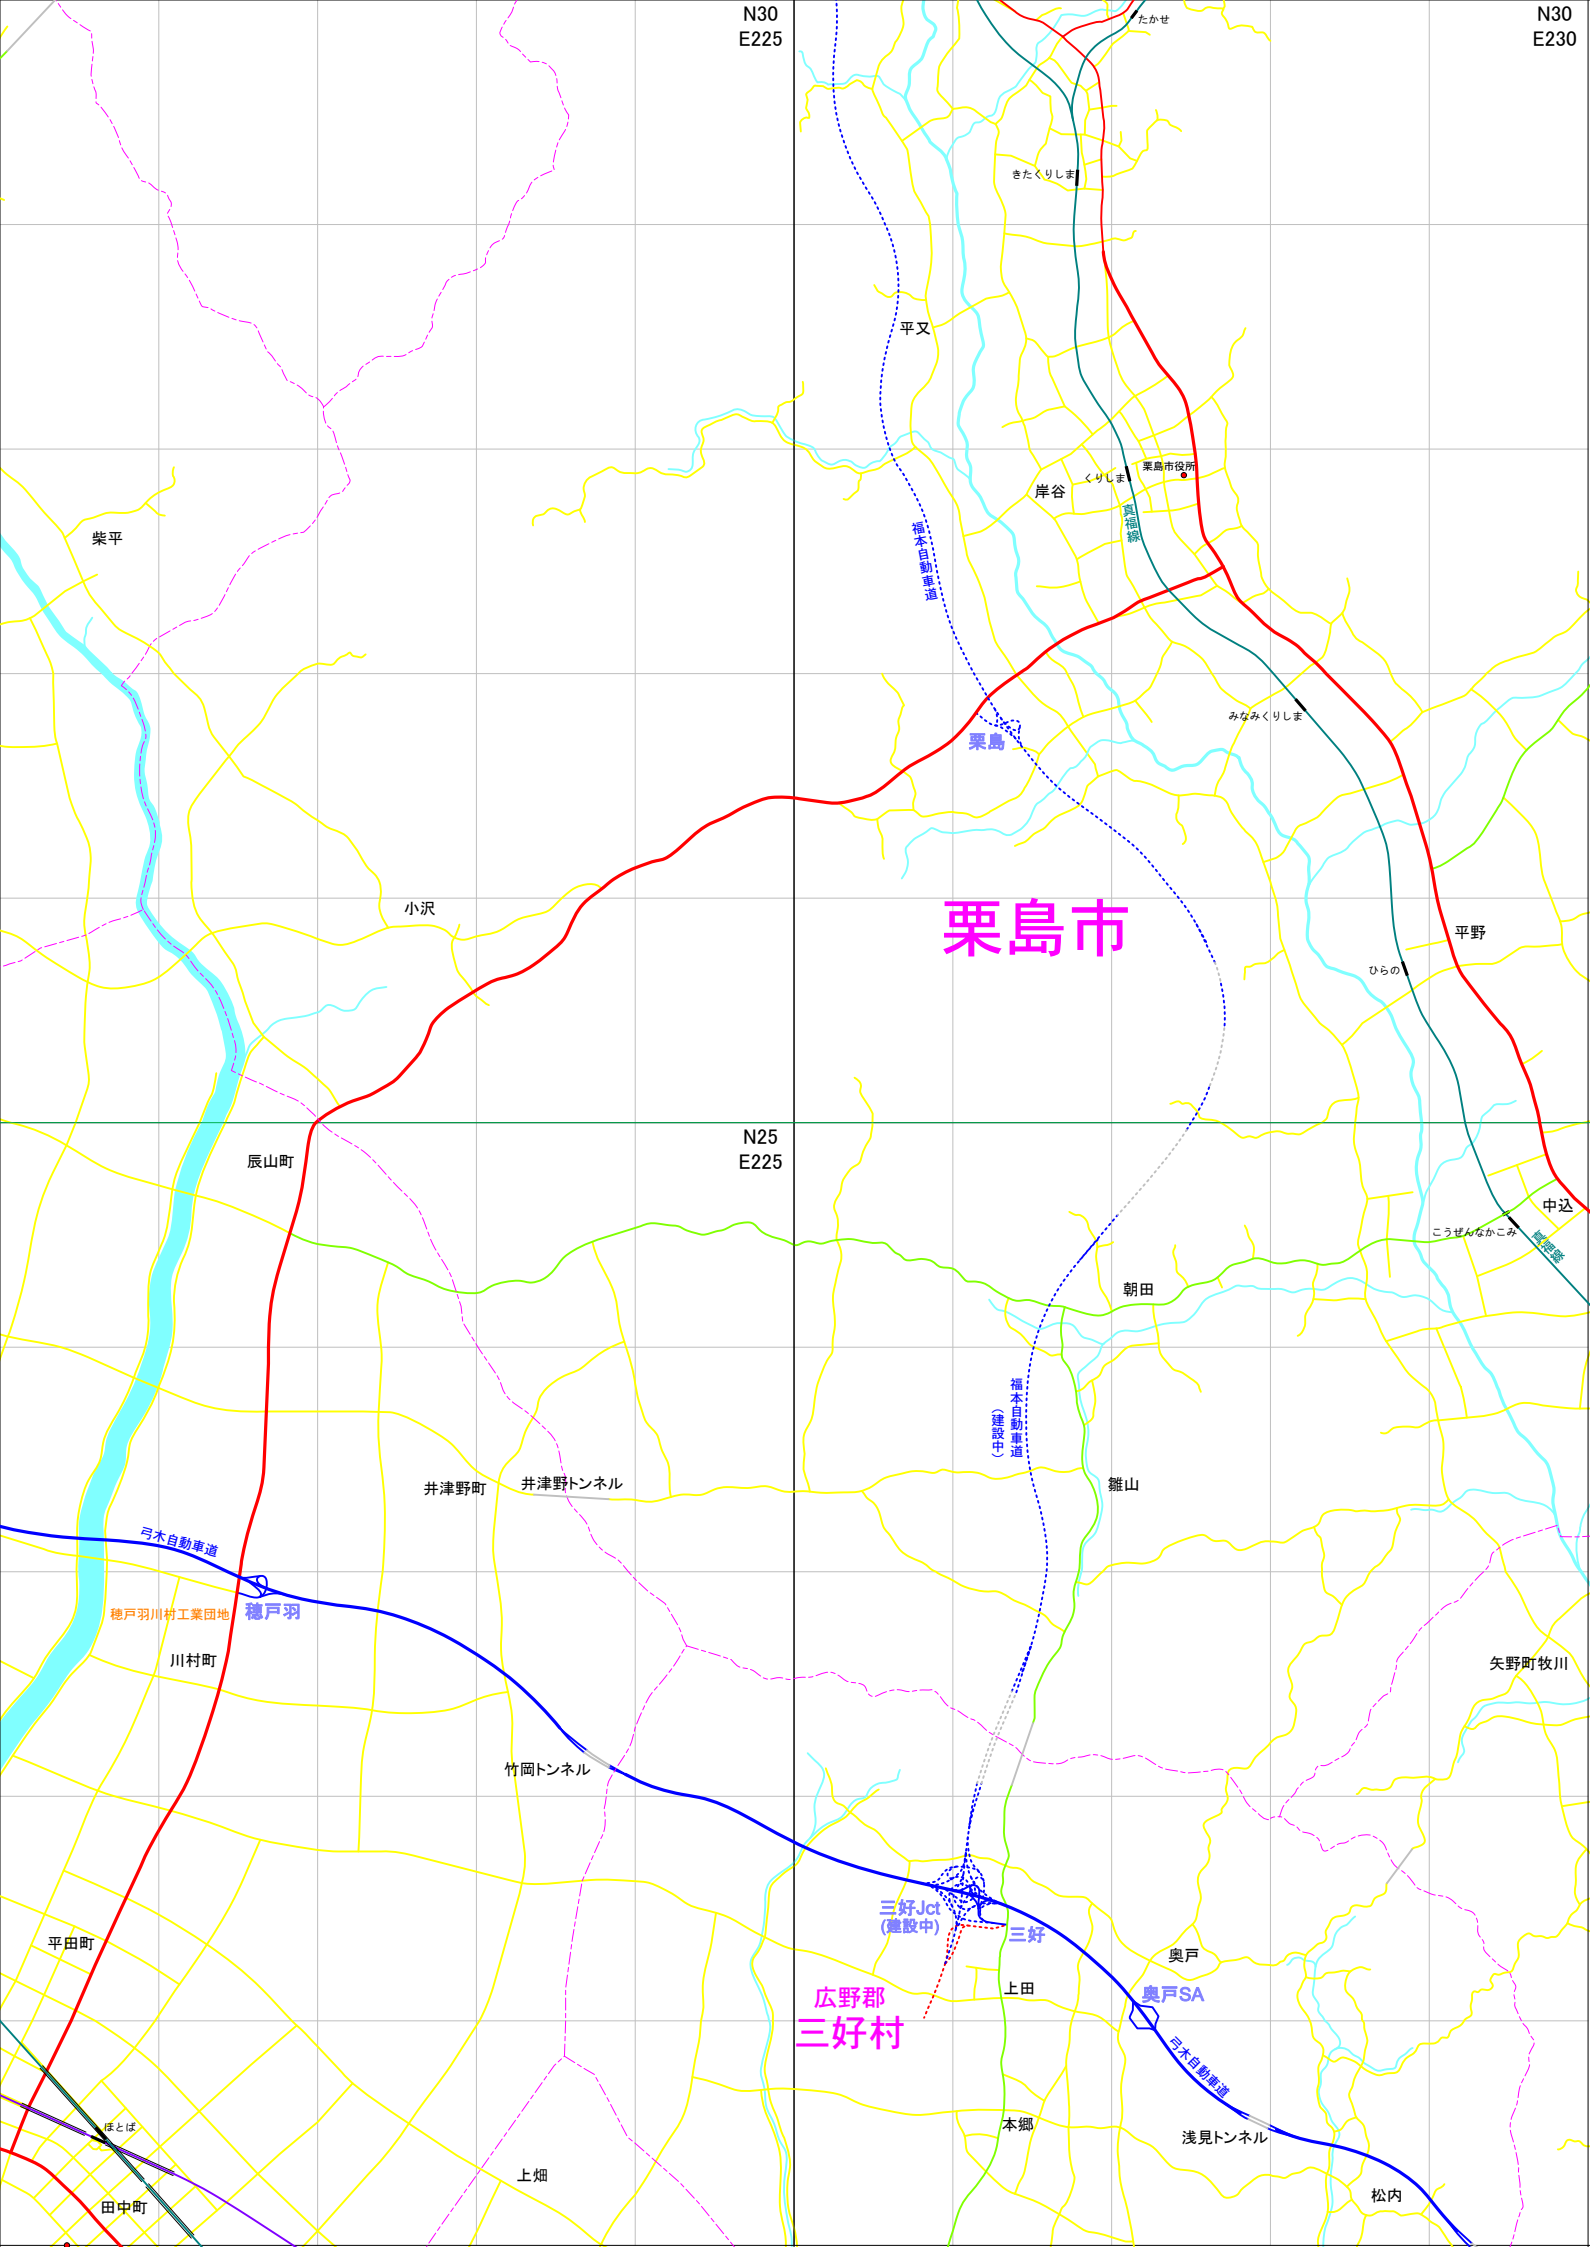 N30
E225
N30
E230
たかせ
きたくりしま
平又
くりしま
栗島市役所
岸谷
真福線
福本自動車道
柴平
みなみくりしま
栗島
小沢
栗島市
平野
ひらの
N25
E225
辰山町
中込
こうぜんなかこみ
真福線
朝田
福本自動車道
(建設中)
井津野町
井津野トンネル
雛山
弓木自動車道
穂戸羽川村工業団地
穂戸羽
川村町
矢野町牧川
竹岡トンネル
三好Jct
(建設中)
三好
平田町
奥戸
上田
奥戸SA
広野郡
三好村
弓木自動車道
ほとば
本郷
浅見トンネル
上畑
松内
田中町